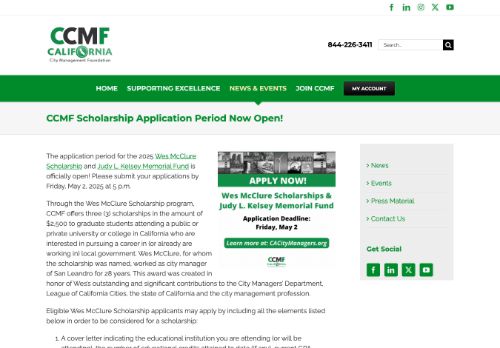 CCMF
CALIFORNIA
City Management Foundation
844-226-3411
Search...
HOME SUPPORTING EXCELLENCE NEWS & EVENTS JOIN CCMF MY ACCOUNT
CCMF Scholarship Application Period Now Open!
The application period for the 2025 Wes McClure
Scholarship and Judy L. Kelsey Memorial Fund is
officially open! Please submit your applications by
Friday, May 2, 2025 at 5 p.m.
Through the Wes McClure Scholarship program,
CCMF offers three (3) scholarships in the amount of
$2,500 to graduate students attending a public or
private university or college in California who are
interested in pursuing a career in (or already are
working in) local government. Wes McClure, for whom
the scholarship was named, worked as city manager
of San Leandro for 28 years. This award was created in
honor of Wes's outstanding and significant contributions to the City Managers' Department,
League of California Cities, the state of California and the city management profession.
Eligible Wes McClure Scholarship applicants may apply by including all the elements listed
below in order to be considered for a scholarship:
1. A cover letter indicating the educational institution you are attending (or will be
APPLY NOW!
Wes McClure Scholarships &
Judy L. Kelsey Memorial Fund
Application Deadline:
Friday, May 2
Learn more at: CACityManagers.org
CCMF
CALIFORNIA
> News
> Events
> Press Material
> Contact Us
Get Social